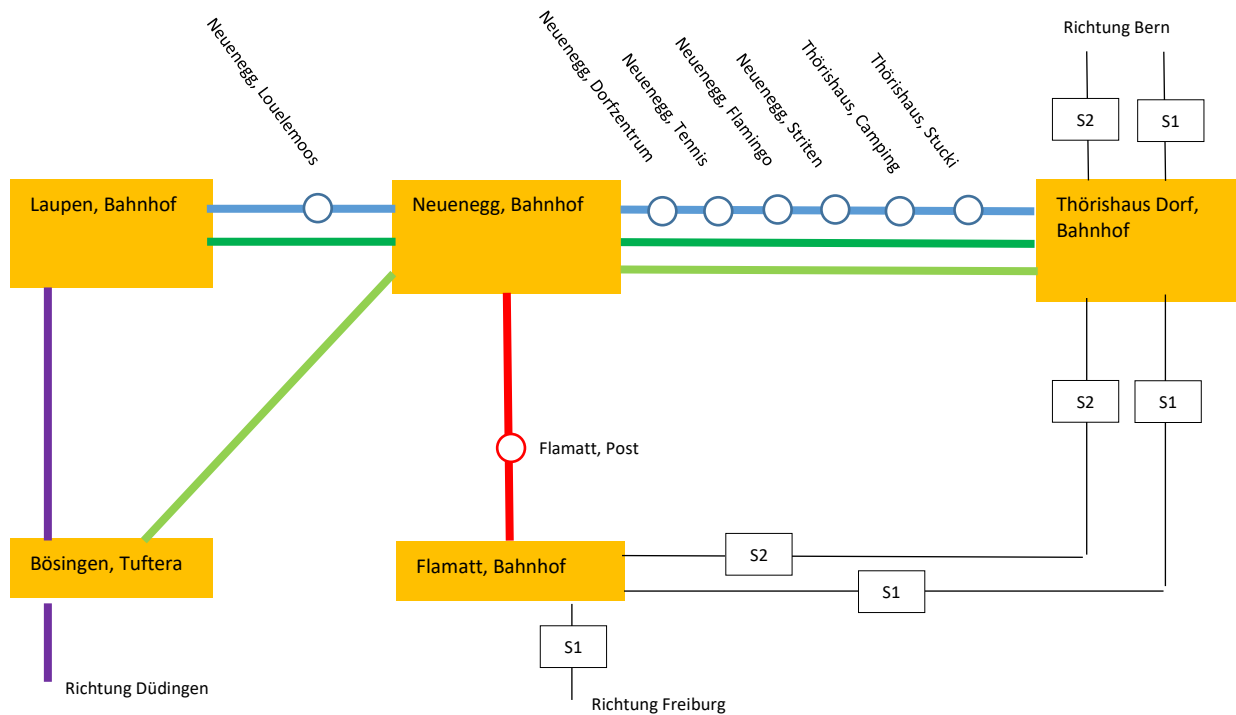 Richtung Bern
Neuenegg, Louelemoos
Neuenegg, Dorfzentrum
Neuenegg, Tennis
Neuenegg, Flamingo
Neuenegg, Striten
Thörishaus, Camping
Thörishaus, Stucki
S2
S1
Laupen, Bahnhof
Neuenegg, Bahnhof
Thörishaus Dorf,
Bahnhof
S2
S1
Flamatt, Post
Bösingen, Tuftera
Flamatt, Bahnhof
S2
S1
S1
Richtung Düdingen
Richtung Freiburg